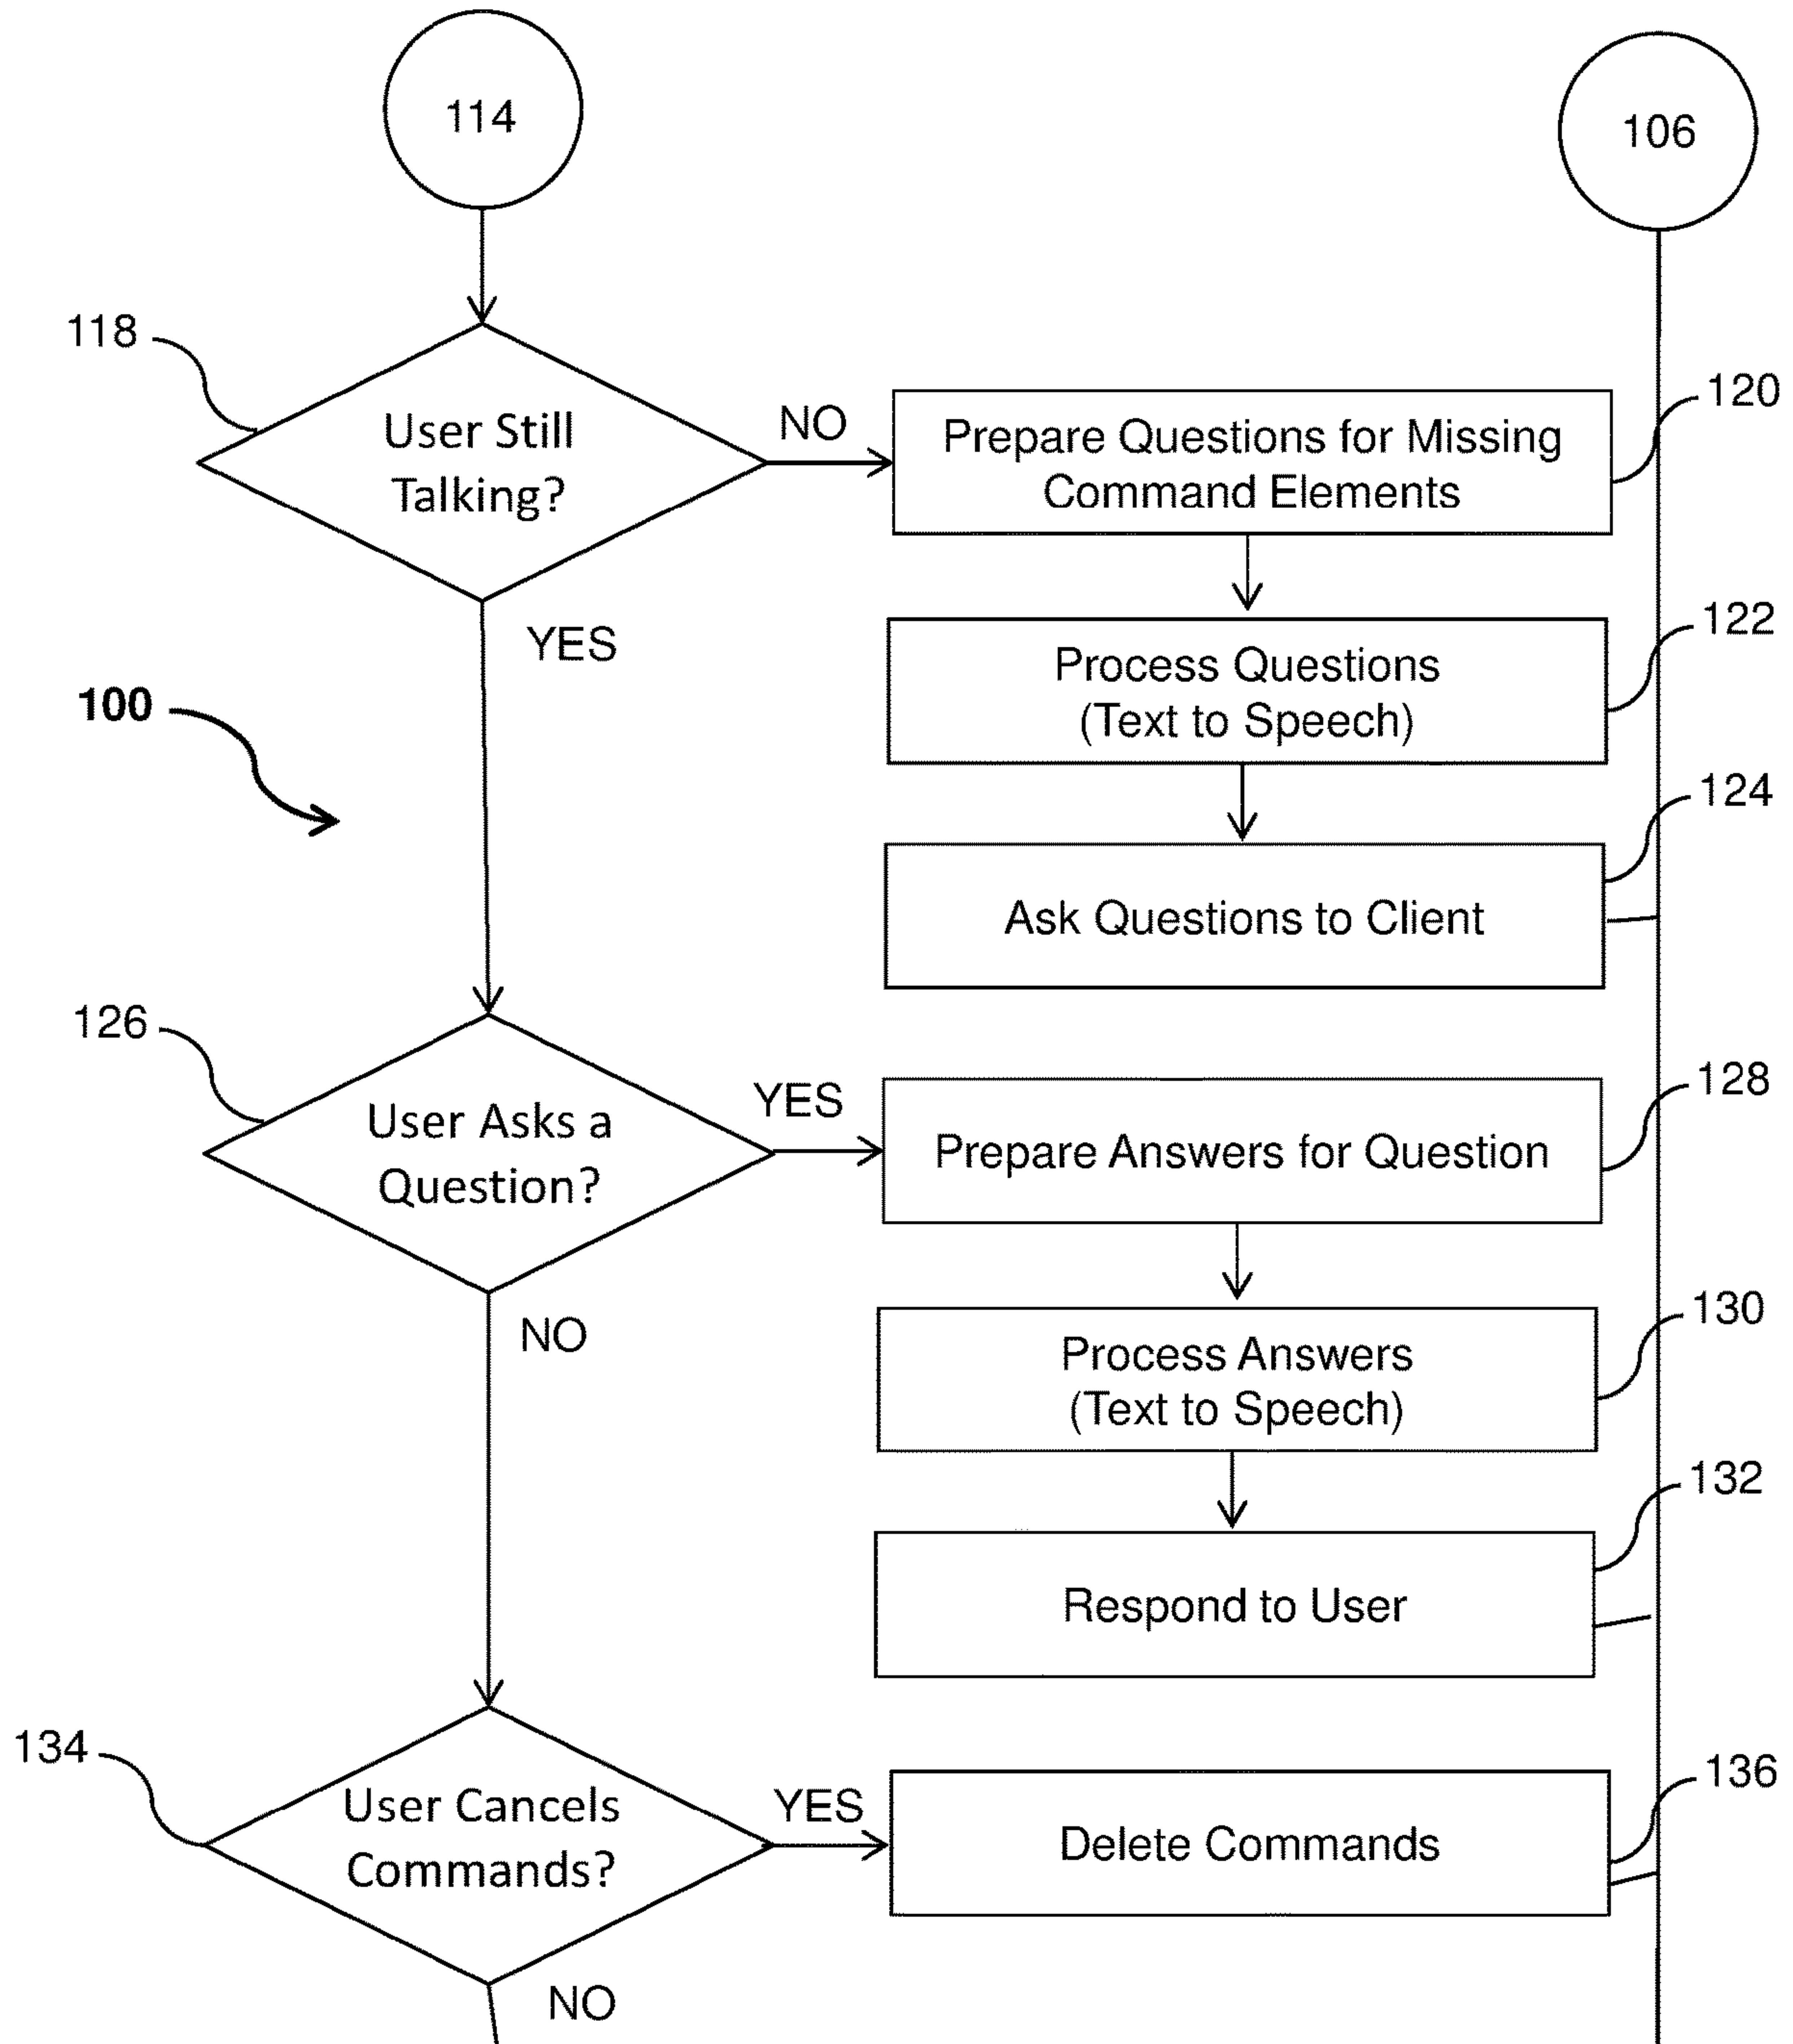 114
106
118
User Still
Talking?
NO
Prepare Questions for Missing
Command Elements
120
YES
Process Questions
(Text to Speech)
122
100
Ask Questions to Client
124
126
User Asks a
Question?
YES
Prepare Answers for Question
128
NO
Process Answers
(Text to Speech)
130
Respond to User
132
134
User Cancels
Commands?
YES
Delete Commands
136
NO